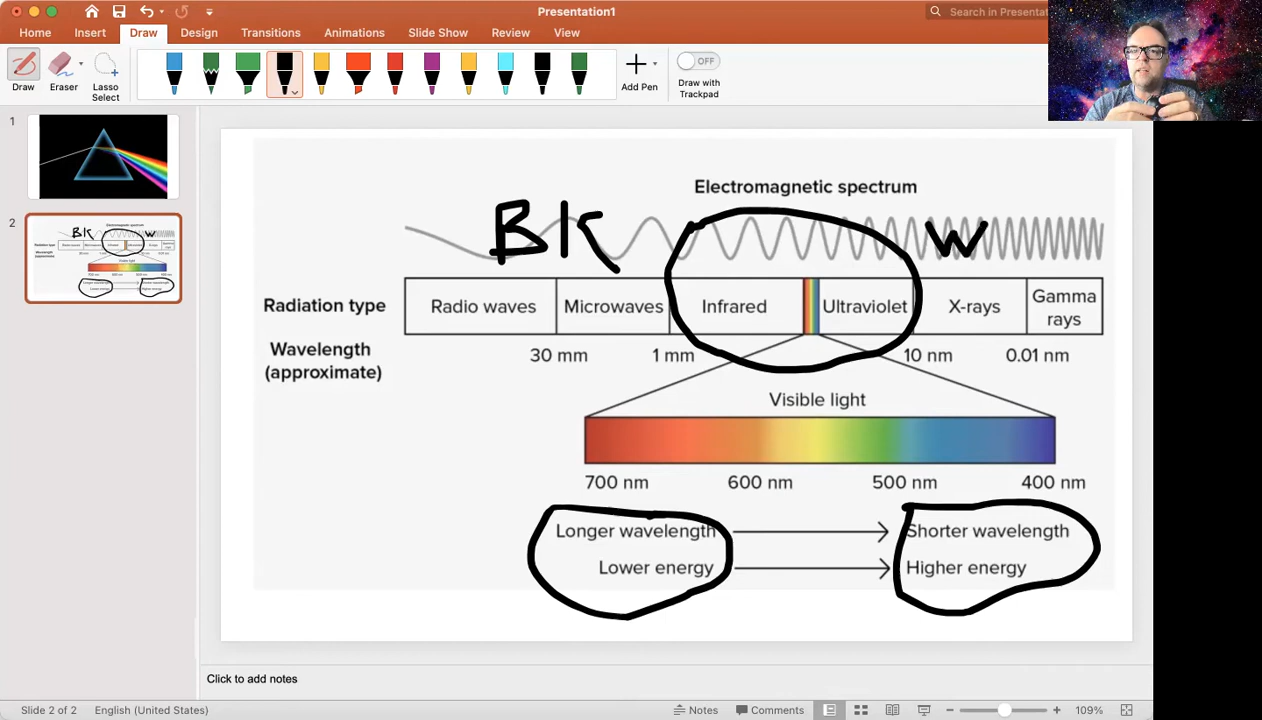 Presentation1
Search in Presentat
Home Insert Draw Design Transitions Animations Slide Show Review View
Draw Eraser Lasso Select Add Pen OFF Draw with Trackpad
1
2
Electromagnetic spectrum
BK W
Radiation type Radio waves Microwaves Infrared Ultraviolet X-rays Gamma rays
Wavelength (approximate) 30 mm 1 mm 10 nm 0.01 nm
Visible light
700 nm 600 nm 500 nm 400 nm
Longer wavelength Shorter wavelength
Lower energy Higher energy
Click to add notes
Slide 2 of 2 English (United States) Notes Comments 109%